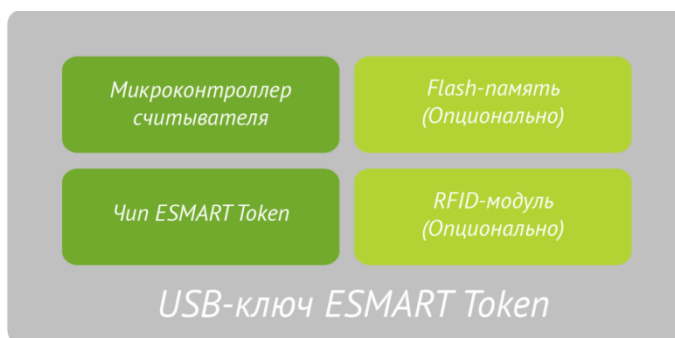 Микроконтроллер
считывателя
Flash-память
(Опционально)
Чип ESMART Token
RFID-модуль
(Опционально)
USB-ключ ESMART Token